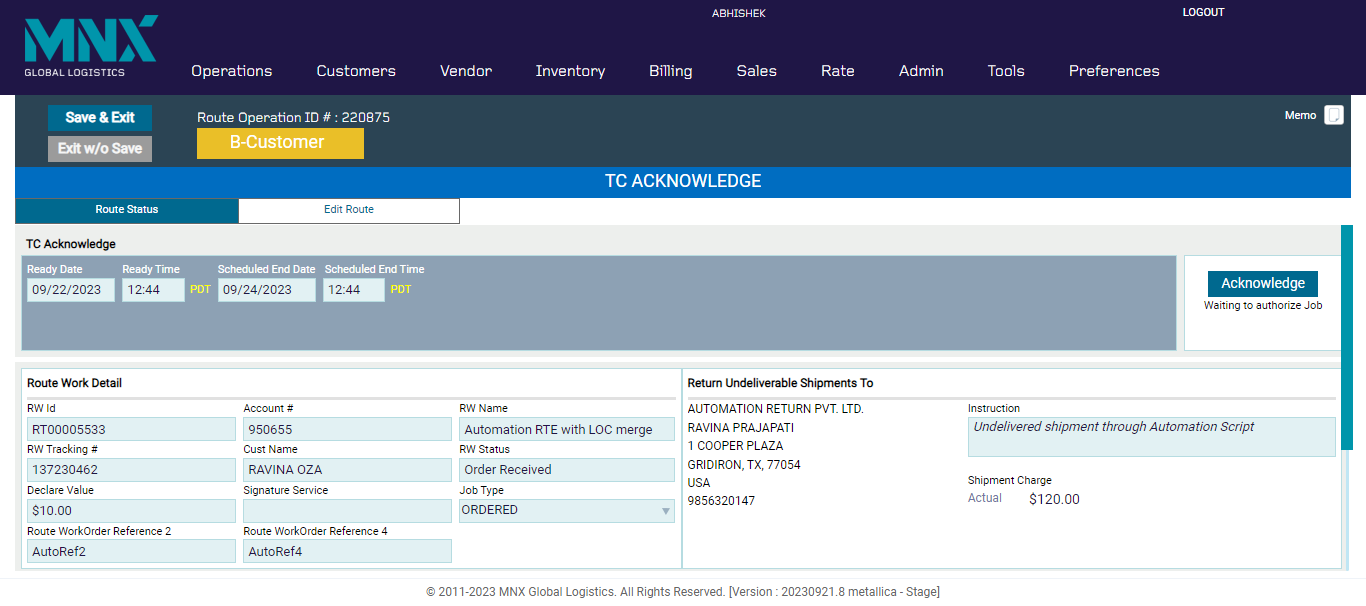 ABHISHEK
LOGOUT
MNX
GLOBAL LOGISTICS
Operations Customers Vendor Inventory Billing Sales Rate Admin Tools Preferences
Save & Exit
Exit w/o Save
Route Operation ID # : 220875
B-Customer
Memo
TC ACKNOWLEDGE
Route Status Edit Route
TC Acknowledge
Ready Date Ready Time Scheduled End Date Scheduled End Time
09/22/2023 12:44 PDT 09/24/2023 12:44 PDT
Acknowledge
Waiting to authorize Job
Route Work Detail
RW Id Account # RW Name
RT00005533 950655 Automation RTE with LOC merge
RW Tracking # Cust Name RW Status
137230462 RAVINA OZA Order Received
Declare Value Signature Service Job Type
$10.00 ORDERED
Route WorkOrder Reference 2 Route WorkOrder Reference 4
AutoRef2 AutoRef4
Return Undeliverable Shipments To
AUTOMATION RETURN PVT. LTD.
RAVINA PRAJAPATI
1 COOPER PLAZA
GRIDIRON, TX, 77054
USA
9856320147
Instruction
Undelivered shipment through Automation Script
Shipment Charge
Actual $120.00
© 2011-2023 MNX Global Logistics. All Rights Reserved. [Version : 20230921.8 metallica - Stage]